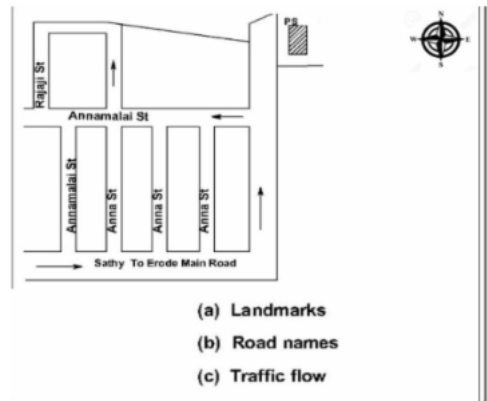 P.S
N
W E
S
Rajaji St
Annamalai St
Annamalai St
Anna St
Anna St
Anna St
Sathy To Erode Main Road
(a) Landmarks
(b) Road names
(c) Traffic flow